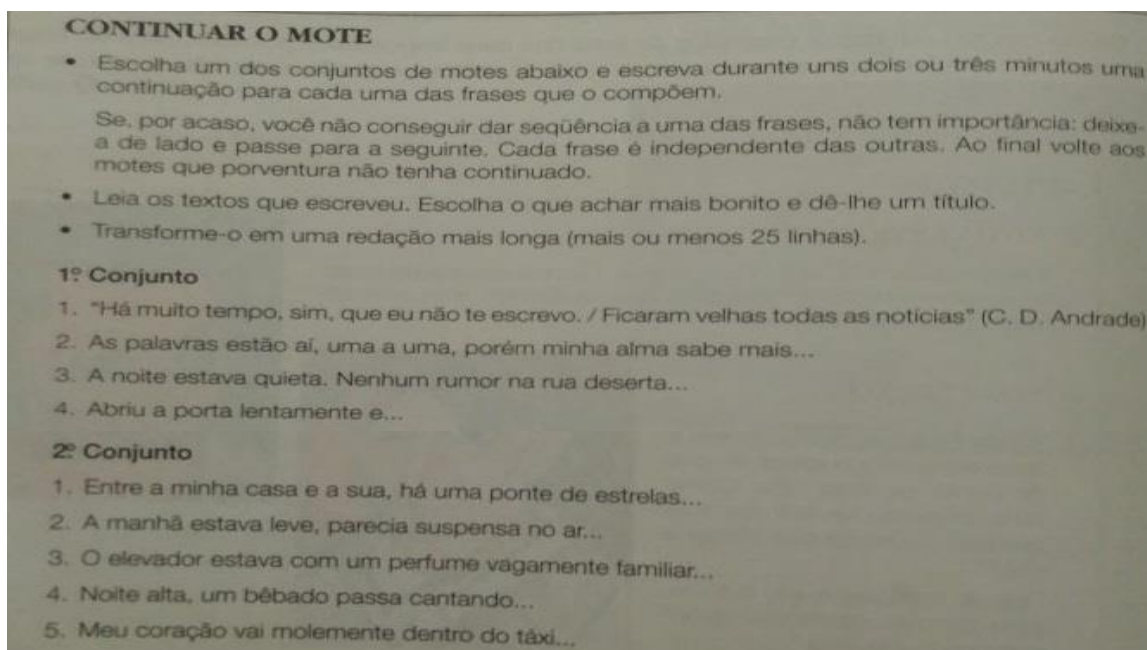 CONTINUAR O MOTE
• Escolha um dos conjuntos de motes abaixo e escreva durante uns dois ou três minutos uma
continuação para cada uma das frases que o compõem.
Se, por acaso, você não conseguir dar seqüência a uma das frases, não tem importância: deixe-
a de lado e passe para a seguinte. Cada frase é independente das outras. Ao final volte aos
motes que porventura não tenha continuado.
• Leia os textos que escreveu. Escolha o que achar mais bonito e dê-lhe um título.
• Transforme-o em uma redação mais longa (mais ou menos 25 linhas).
1º Conjunto
1. "Há muito tempo, sim, que eu não te escrevo. / Ficaram velhas todas as notícias" (C. D. Andrade)
2. As palavras estão aí, uma a uma, porém minha alma sabe mais...
3. A noite estava quieta. Nenhum rumor na rua deserta...
4. Abriu a porta lentamente e...
2º Conjunto
1. Entre a minha casa e a sua, há uma ponte de estrelas...
2. A manhã estava leve, parecia suspensa no ar...
3. O elevador estava com um perfume vagamente familiar...
4. Noite alta, um bêbado passa cantando...
5. Meu coração vai molemente dentro do táxi...